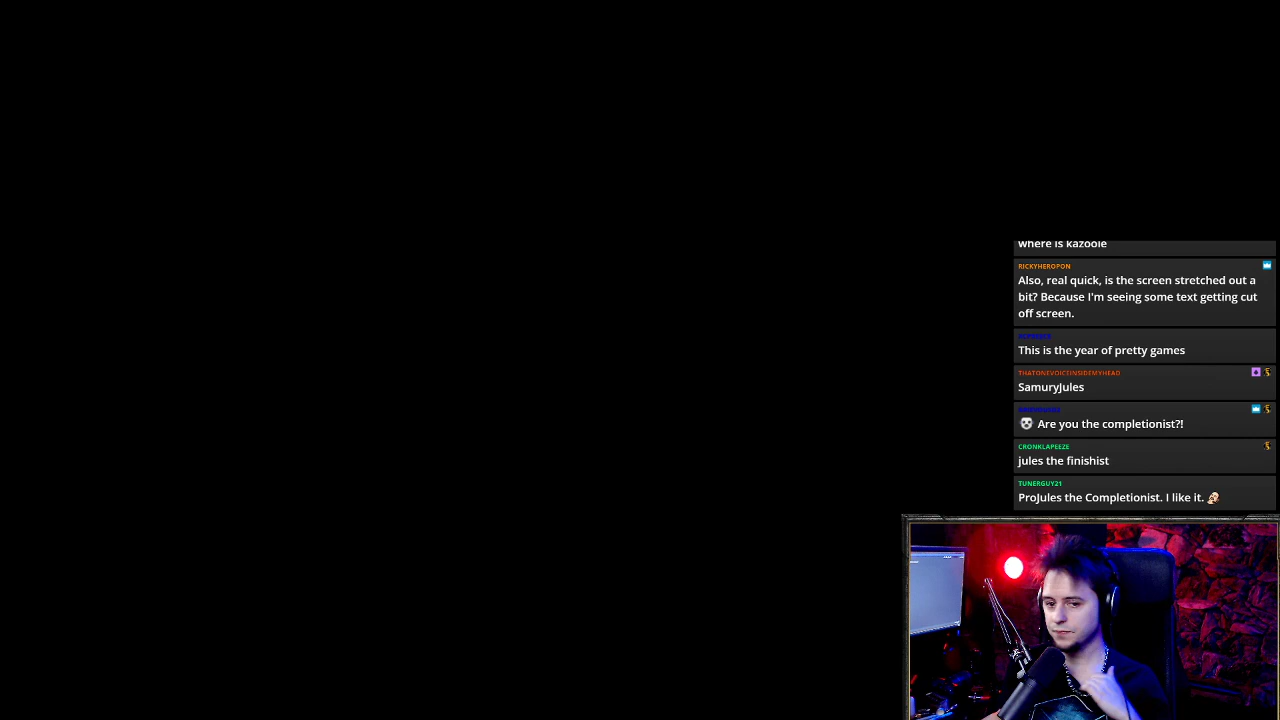 where is kazooie
RICKYHEROPON
Also, real quick, is the screen stretched out a
bit? Because I'm seeing some text getting cut
off screen.
This is the year of pretty games
THATONEVOICEINSIDEMYHEAD
SamuryJules
Are you the completionist?!
CRONKLAPEEZE
jules the finishist
TUNERGUY21
ProJules the Completionist. I like it.